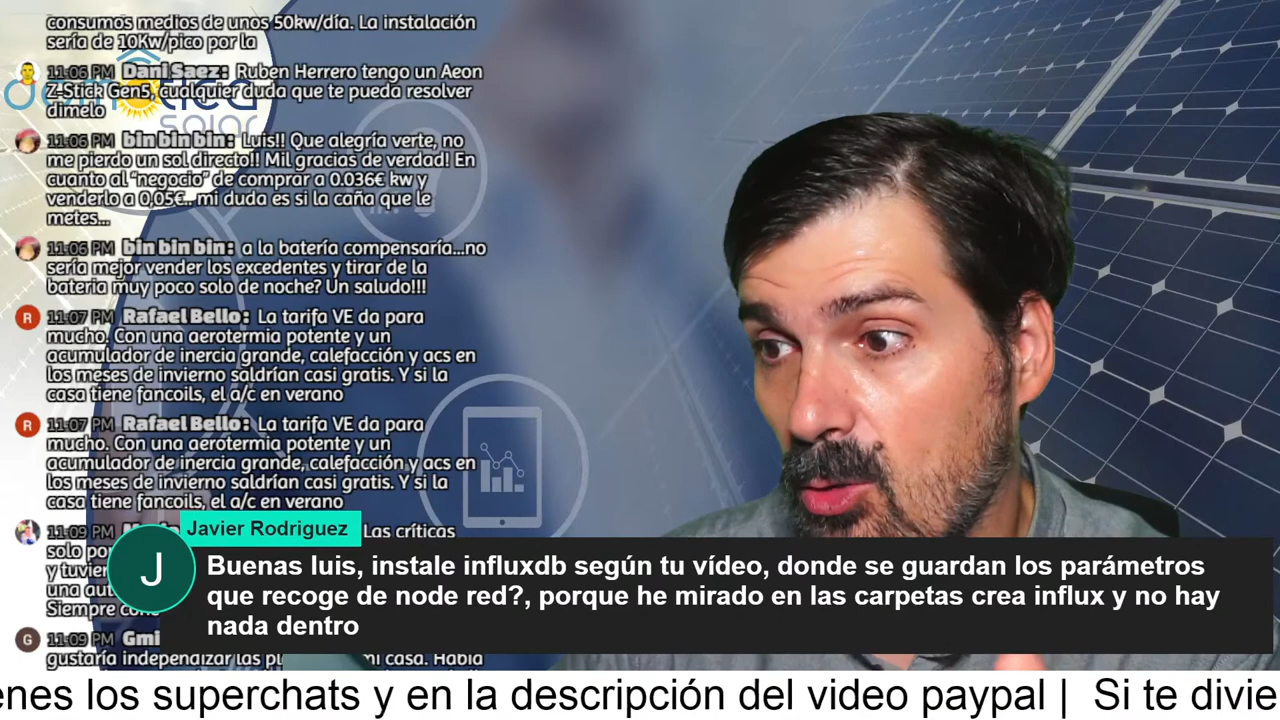 consumos medios de unos 50kw/día. La instalación
sería de 10Kw/pico por la
11:06 PM Dani Saez: Ruben Herrero tengo un Aeon
Z-Stick Gen5, cualquier duda que te pueda resolver
dimelo
solar
11:06 PM bin bin bin: Luis!! Que alegría verte, no
me pierdo un sol directo!! Mil gracias de verdad! En
cuanto al "negocio" de comprar a 0.036€ kw y
venderlo a 0,05€.. mi duda es si la caña que le
metes...
11:06 PM bin bin bin: a la batería compensaría...no
sería mejor vender los excedentes y tirar de la
bateria muy poco solo de noche? Un saludo!!!
R 11:07 PM Rafael Bello: La tarifa VE da para
mucho. Con una aerotermia potente y un
acumulador de inercia grande, calefacción y acs en
los meses de invierno saldrían casi gratis. Y si la
casa tiene fancoils, el a/c en verano
R 11:07 PM Rafael Bello: La tarifa VE da para
mucho. Con una aerotermia potente y un
acumulador de inercia grande, calefacción y acs en
los meses de invierno saldrían casi gratis. Y si la
casa tiene fancoils, el a/c en verano
11:09 PM Las críticas
solo po
y tuvier
una aut
Siempre
G 11:09 PM Gmi
gustaría independizar las pl mi casa. Había
Javier Rodriguez
J
Buenas luis, instale influxdb según tu vídeo, donde se guardan los parámetros
que recoge de node red?, porque he mirado en las carpetas crea influx y no hay
nada dentro
enes los superchats y en la descripción del video paypal | Si te divie